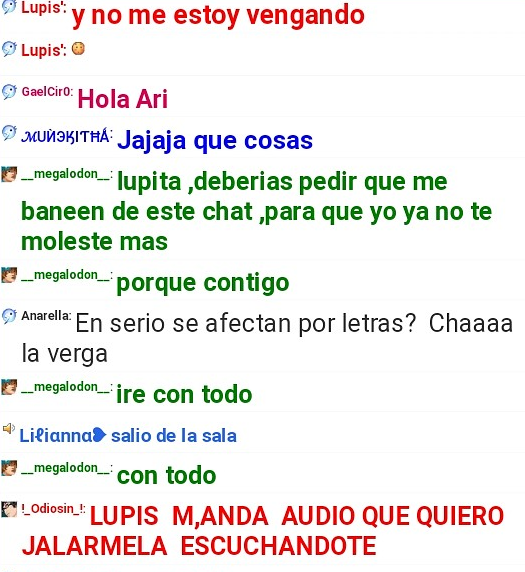 Lupis': y no me estoy vengando
Lupis':
GaelCir0: Hola Ari
ℳUЍЭӃIƬĦÁ: Jajaja que cosas
__megalodon__: lupita ,deberias pedir que me
baneen de este chat ,para que yo ya no te
moleste mas
__megalodon__: porque contigo
Anarella: En serio se afectan por letras? Chaaaa
la verga
__megalodon__: ire con todo
Liℓiαnnα❥ salio de la sala
__megalodon__: con todo
!_Odiosin_!: LUPIS M,ANDA AUDIO QUE QUIERO
JALARMELA ESCUCHANDOTE